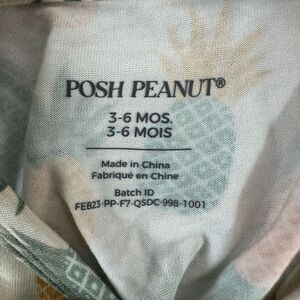 POSH PEANUT®
3-6 MOS.
3-6 MOIS
Made in China
Fabriqué en Chine
Batch ID
FEB23-PP-F7-QSDC-998-1001